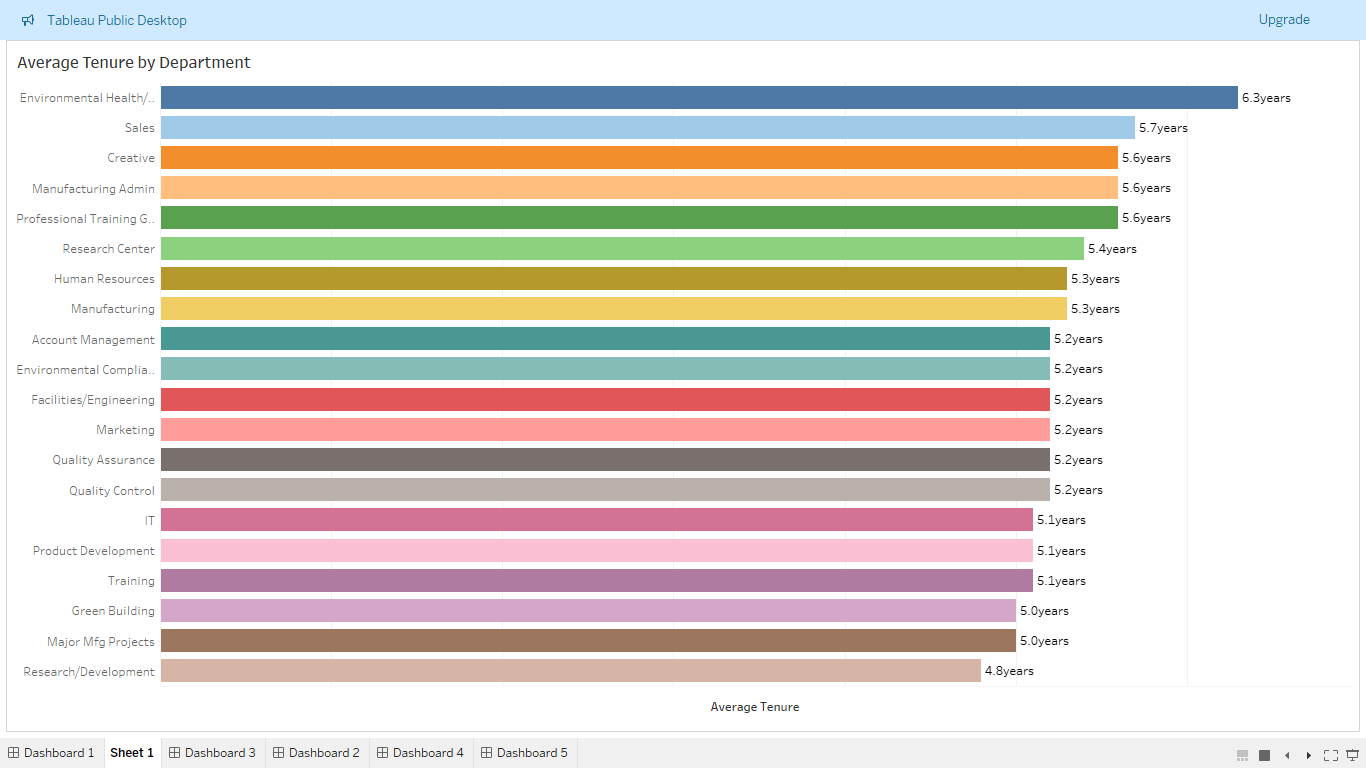 Tableau Public Desktop
Upgrade
Average Tenure by Department
Environmental Health/.. 6.3years
Sales 5.7years
Creative 5.6years
Manufacturing Admin 5.6years
Professional Training G.. 5.6years
Research Center 5.4years
Human Resources 5.3years
Manufacturing 5.3years
Account Management 5.2years
Environmental Complia.. 5.2years
Facilities/Engineering 5.2years
Marketing 5.2years
Quality Assurance 5.2years
Quality Control 5.2years
IT 5.1years
Product Development 5.1years
Training 5.1years
Green Building 5.0years
Major Mfg Projects 5.0years
Research/Development 4.8years
Average Tenure
Dashboard 1 Sheet 1 Dashboard 3 Dashboard 2 Dashboard 4 Dashboard 5